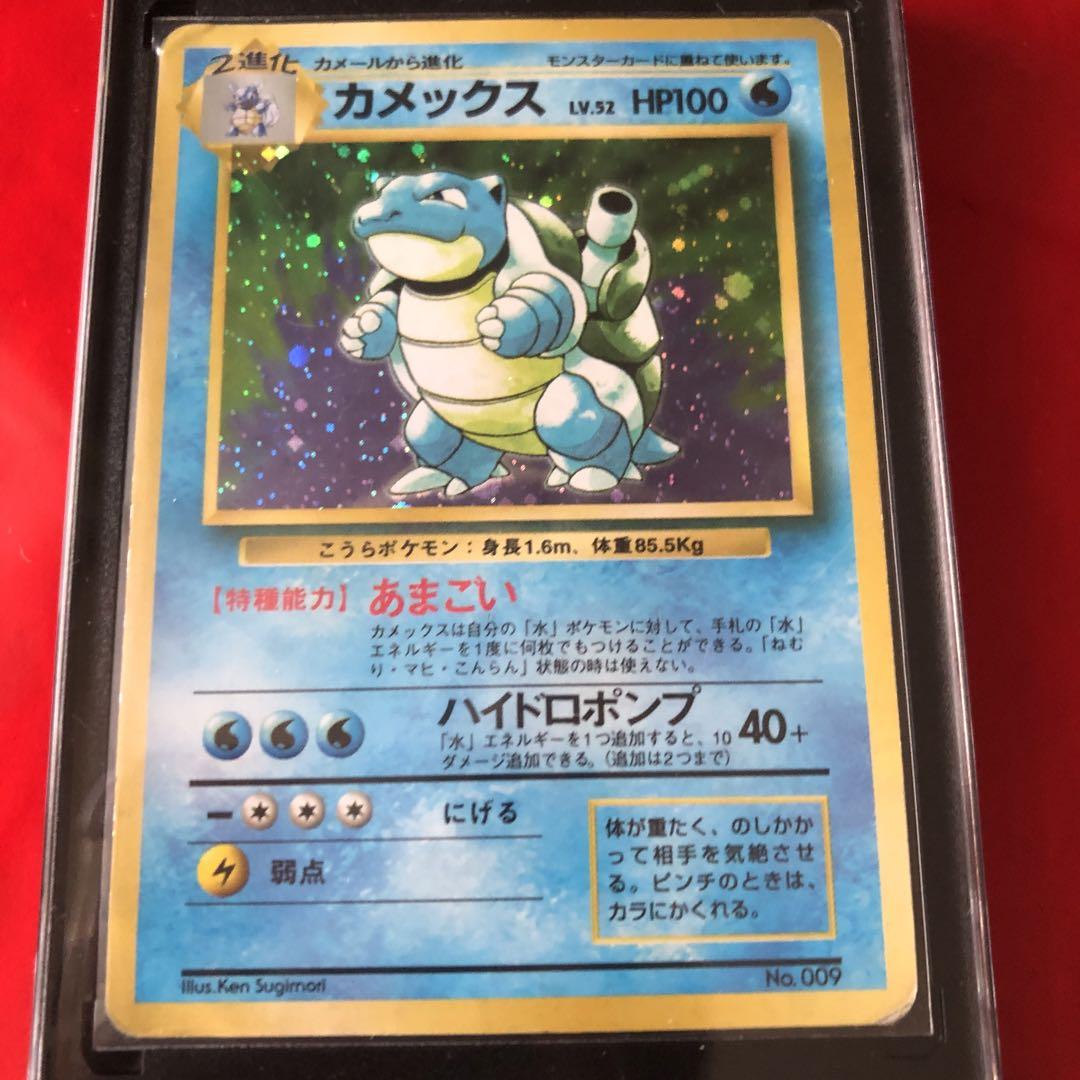 2進化 カメールから進化 モンスターカードに重ねて使います。
カメックス LV.52 HP100
こうらポケモン：身長1.6m、体重85.5Kg
【特種能力】あまごい
カメックスは自分の「水」ポケモンに対して、手札の「水」
エネルギーを1度に何枚でもつけることができる。「ねむ
り・マヒ・こんらん」状態の時は使えない。
ハイドロポンプ 40+
「水」エネルギーを1つ追加すると、10
ダメージ追加できる。（追加は2つまで）
ー にげる
弱点
体が重たく、のしかか
って相手を気絶させ
る。ピンチのときは、
カラにかくれる。
Illus.Ken Sugimori No.009